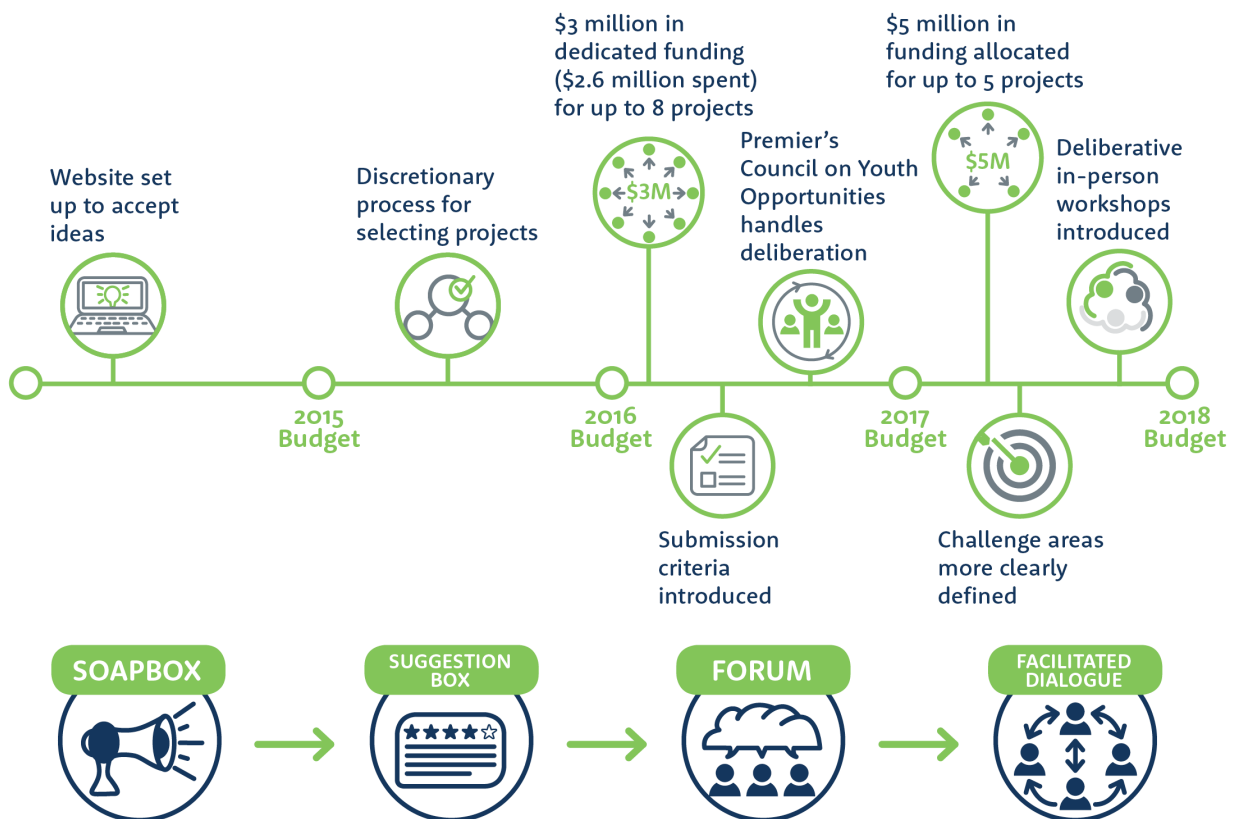 $3 million in
dedicated funding
($2.6 million spent)
for up to 8 projects
$5 million in
funding allocated
for up to 5 projects
Website set
up to accept
ideas
Discretionary
process for
selecting projects
$3M
Premier's
Council on Youth
Opportunities
handles
deliberation
$5M
Deliberative
in-person
workshops
introduced
2015
Budget
2016
Budget
2017
Budget
2018
Budget
Submission
criteria
introduced
Challenge areas
more clearly
defined
SOAPBOX
SUGGESTION
BOX
FORUM
FACILITATED
DIALOGUE